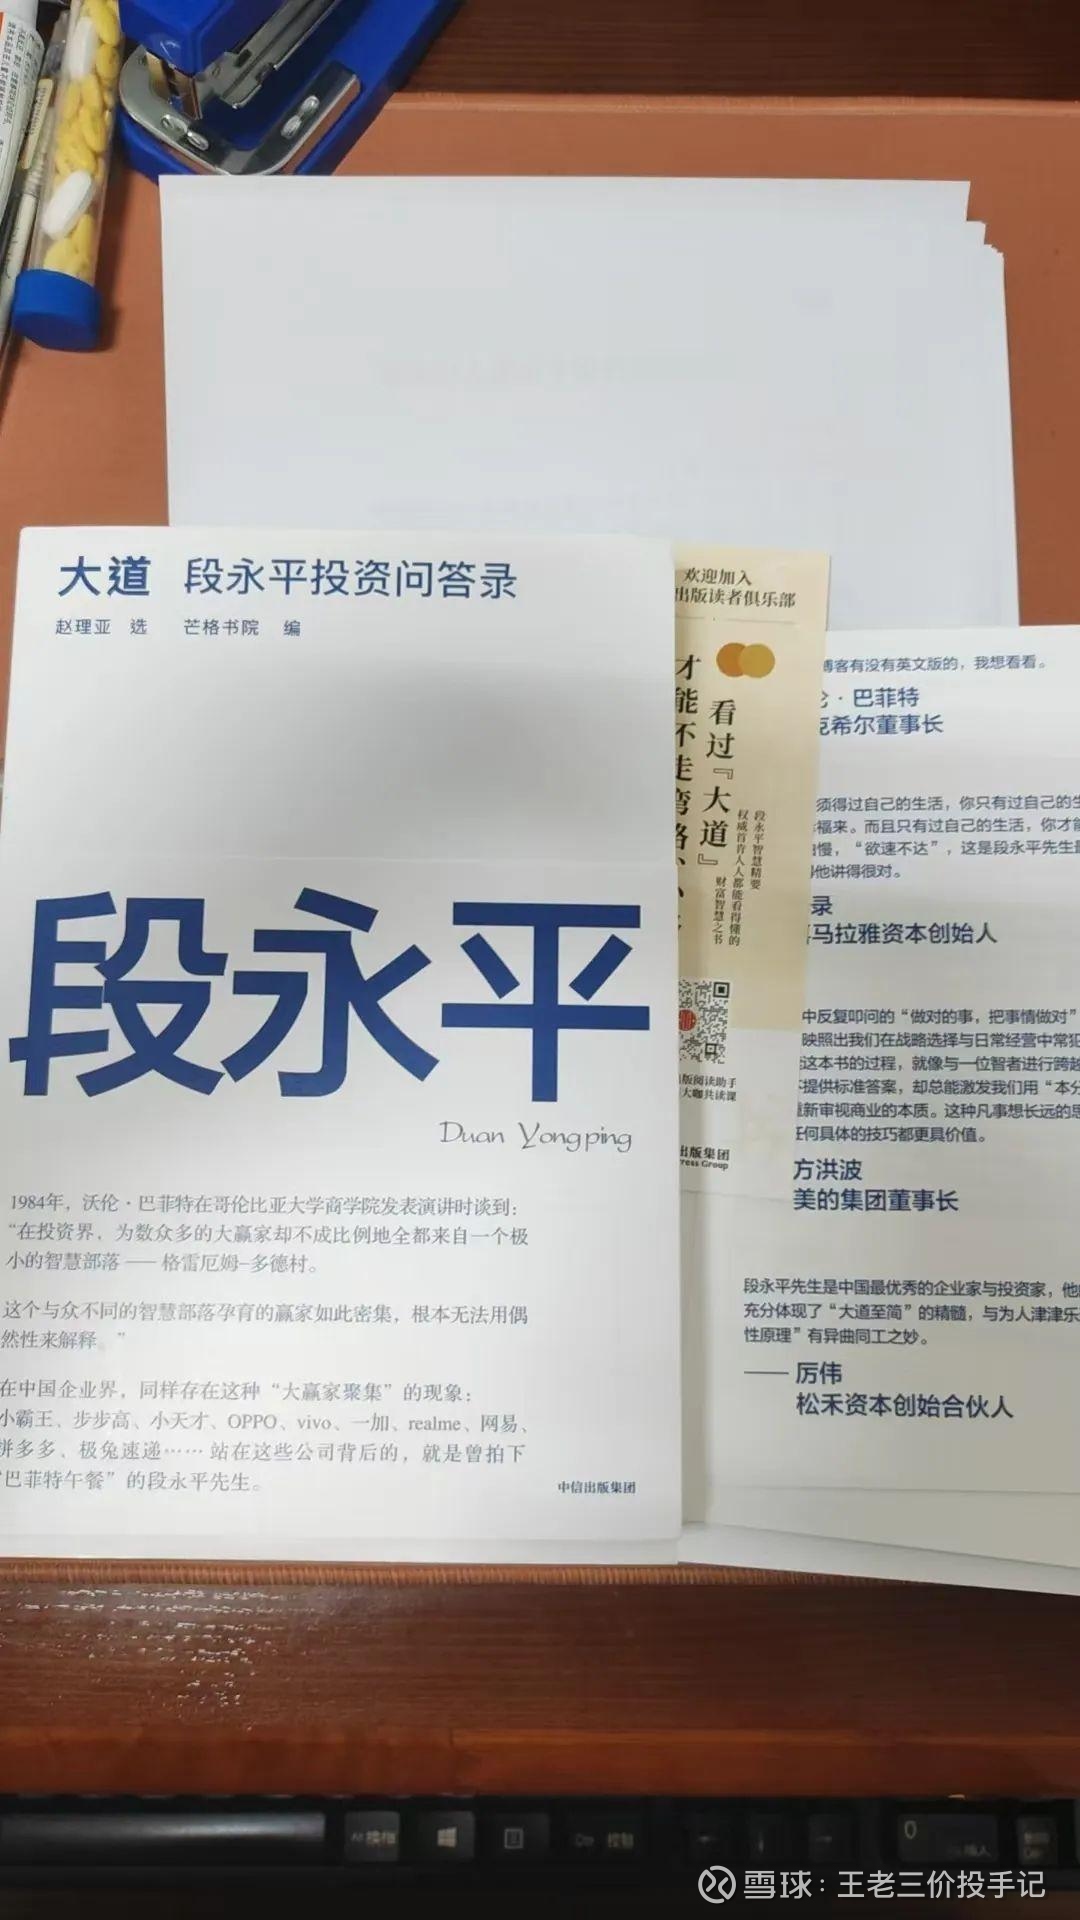 大道 段永平投资问答录
赵理亚 选 芒格书院 编
段永平
Duan Yongping
1984年，沃伦·巴菲特在哥伦比亚大学商学院发表演讲时谈到：
“在投资界，为数众多的大赢家却不成比例地全都来自一个极
小的智慧部落——格雷厄姆-多德村。
这个与众不同的智慧部落孕育的赢家如此密集，根本无法用偶
然性来解释。”
在中国企业界，同样存在这种“大赢家聚集”的现象：
小霸王、步步高、小天才、OPPO、vivo、一加、realme、网易、
拼多多、极兔速递……站在这些公司背后的，就是曾拍下
“巴菲特午餐”的段永平先生。
中信出版集团
欢迎加入
出版读者俱乐部
看过『大道』
才能不走弯路
段永平智慧精要
权威首肯人人都能看得懂的
财富智慧之书
出版阅读助手
大咖共读课
出版集团
ress Group
博客有没有英文版的，我想看看。
·巴菲特
克希尔董事长
须得过自己的生活，你只有过自己的生
福来。而且只有过自己的生活，你才能
慢，“欲速不达”，这是段永平先生最
他讲得很对。
录
马拉雅资本创始人
中反复叩问的“做对的事，把事情做对”
映照出我们在战略选择与日常经营中常犯
这本书的过程，就像与一位智者进行跨越
提供标准答案，却总能激发我们用“本分
重新审视商业的本质。这种凡事想长远的思
任何具体的技巧都更具价值。
方洪波
美的集团董事长
段永平先生是中国最优秀的企业家与投资家，他
充分体现了“大道至简”的精髓，与为人津津乐
性原理”有异曲同工之妙。
——厉伟
松禾资本创始合伙人
0
雪球：王老三价投手记